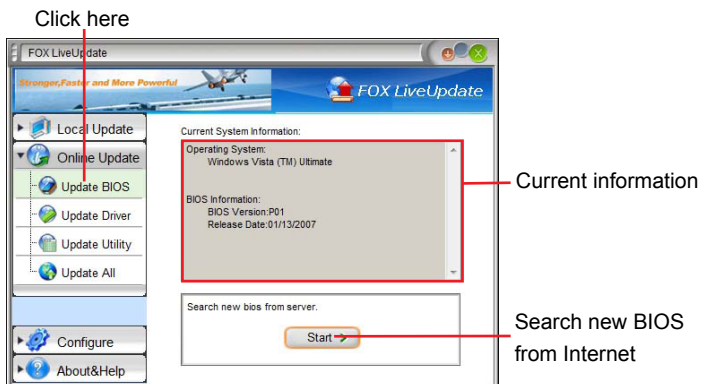 Click here
FOX LiveUpdate
Stronger,Faster and More Powerful
FOX LiveUpdate
Local Update
Online Update
Update BIOS
Update Driver
Update Utility
Update All
Configure
About&Help
Current System Information:
Operating System:
Windows Vista (TM) Ultimate
BIOS Information:
BIOS Version:P01
Release Date:01/13/2007
Search new bios from server.
Start
Current information
Search new BIOS
from Internet